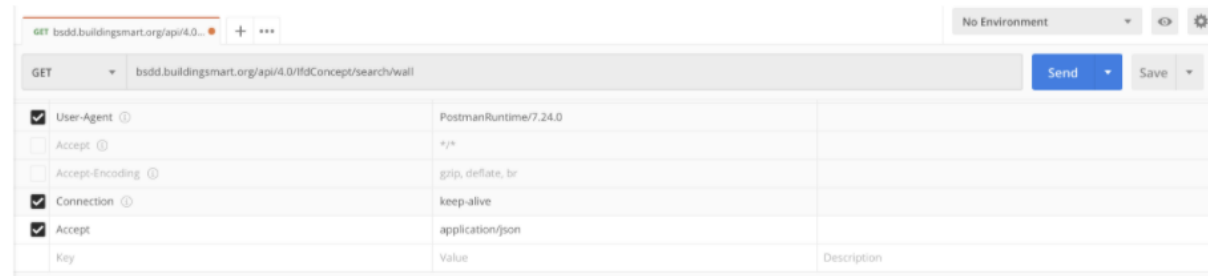 GET bsdd.buildingsmart.org/api/4.0... + ••• No Environment
GET bsdd.buildingsmart.org/api/4.0/IfdConcept/search/wall Send Save
User-Agent PostmanRuntime/7.24.0
Accept */*
Accept-Encoding gzip, deflate, br
Connection keep-alive
Accept application/json
Key Value Description